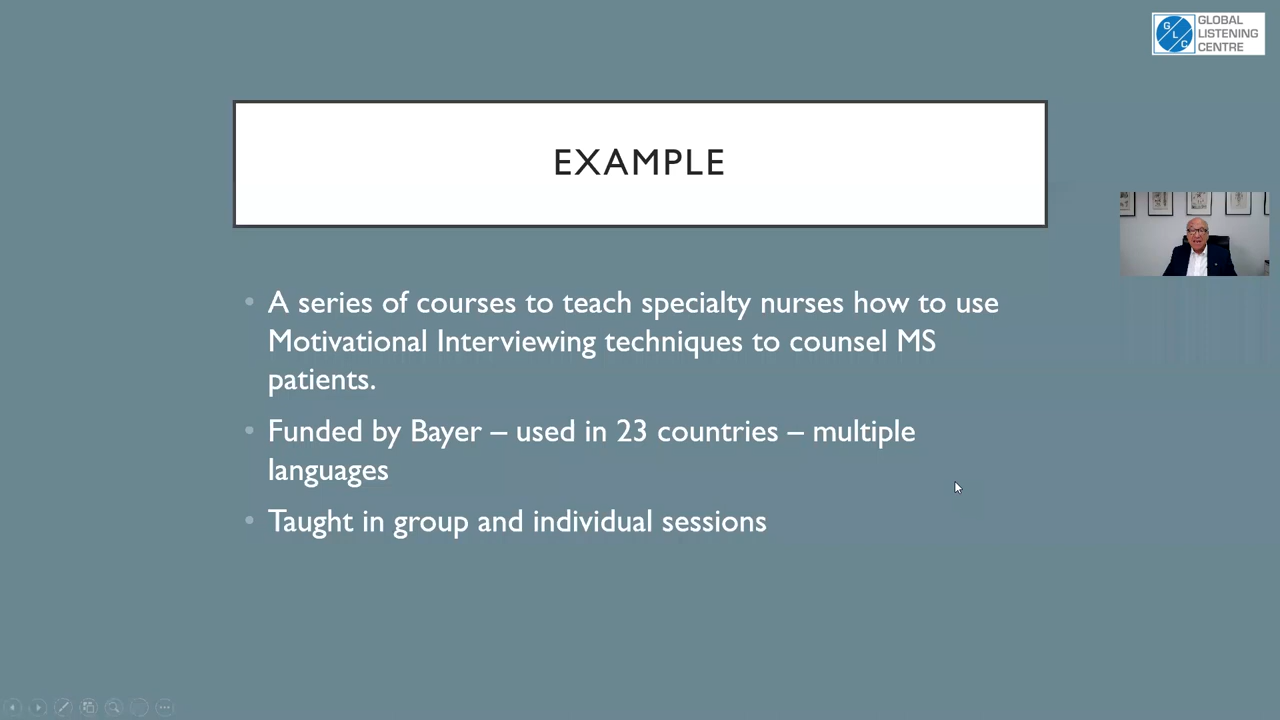 GLOBAL
LISTENING
CENTRE
G
L
C
EXAMPLE
• A series of courses to teach specialty nurses how to use
Motivational Interviewing techniques to counsel MS
patients.
• Funded by Bayer – used in 23 countries – multiple
languages
• Taught in group and individual sessions